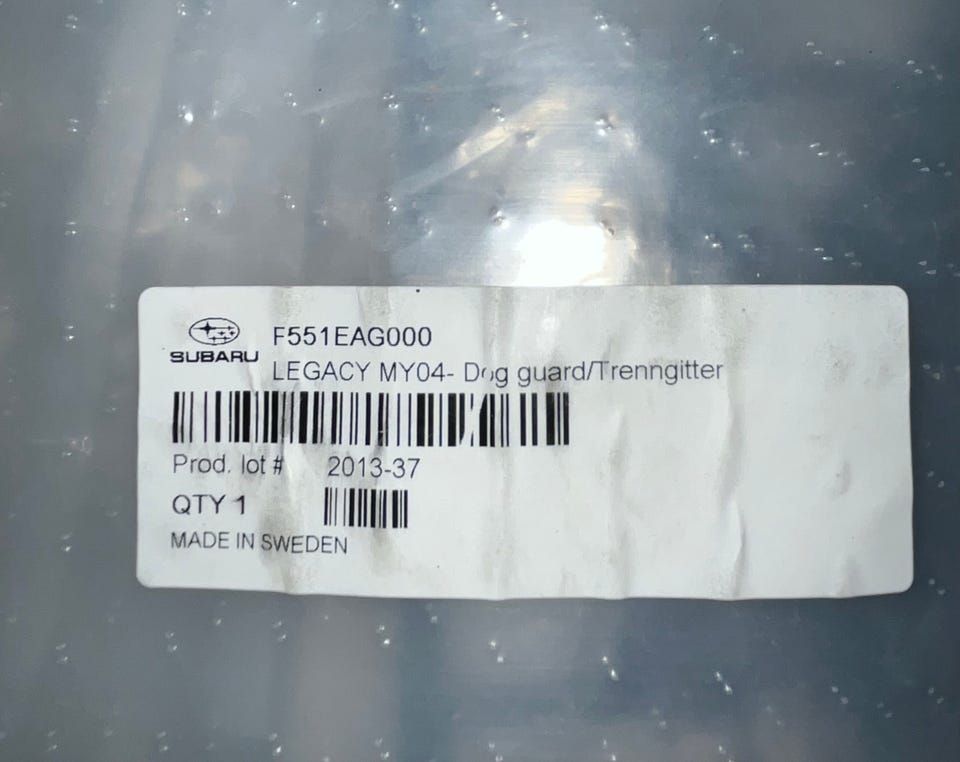 SUBARU
F551EAG000
LEGACY MY04- Dog guard/Trenngitter
Prod. lot # 2013-37
QTY 1
MADE IN SWEDEN